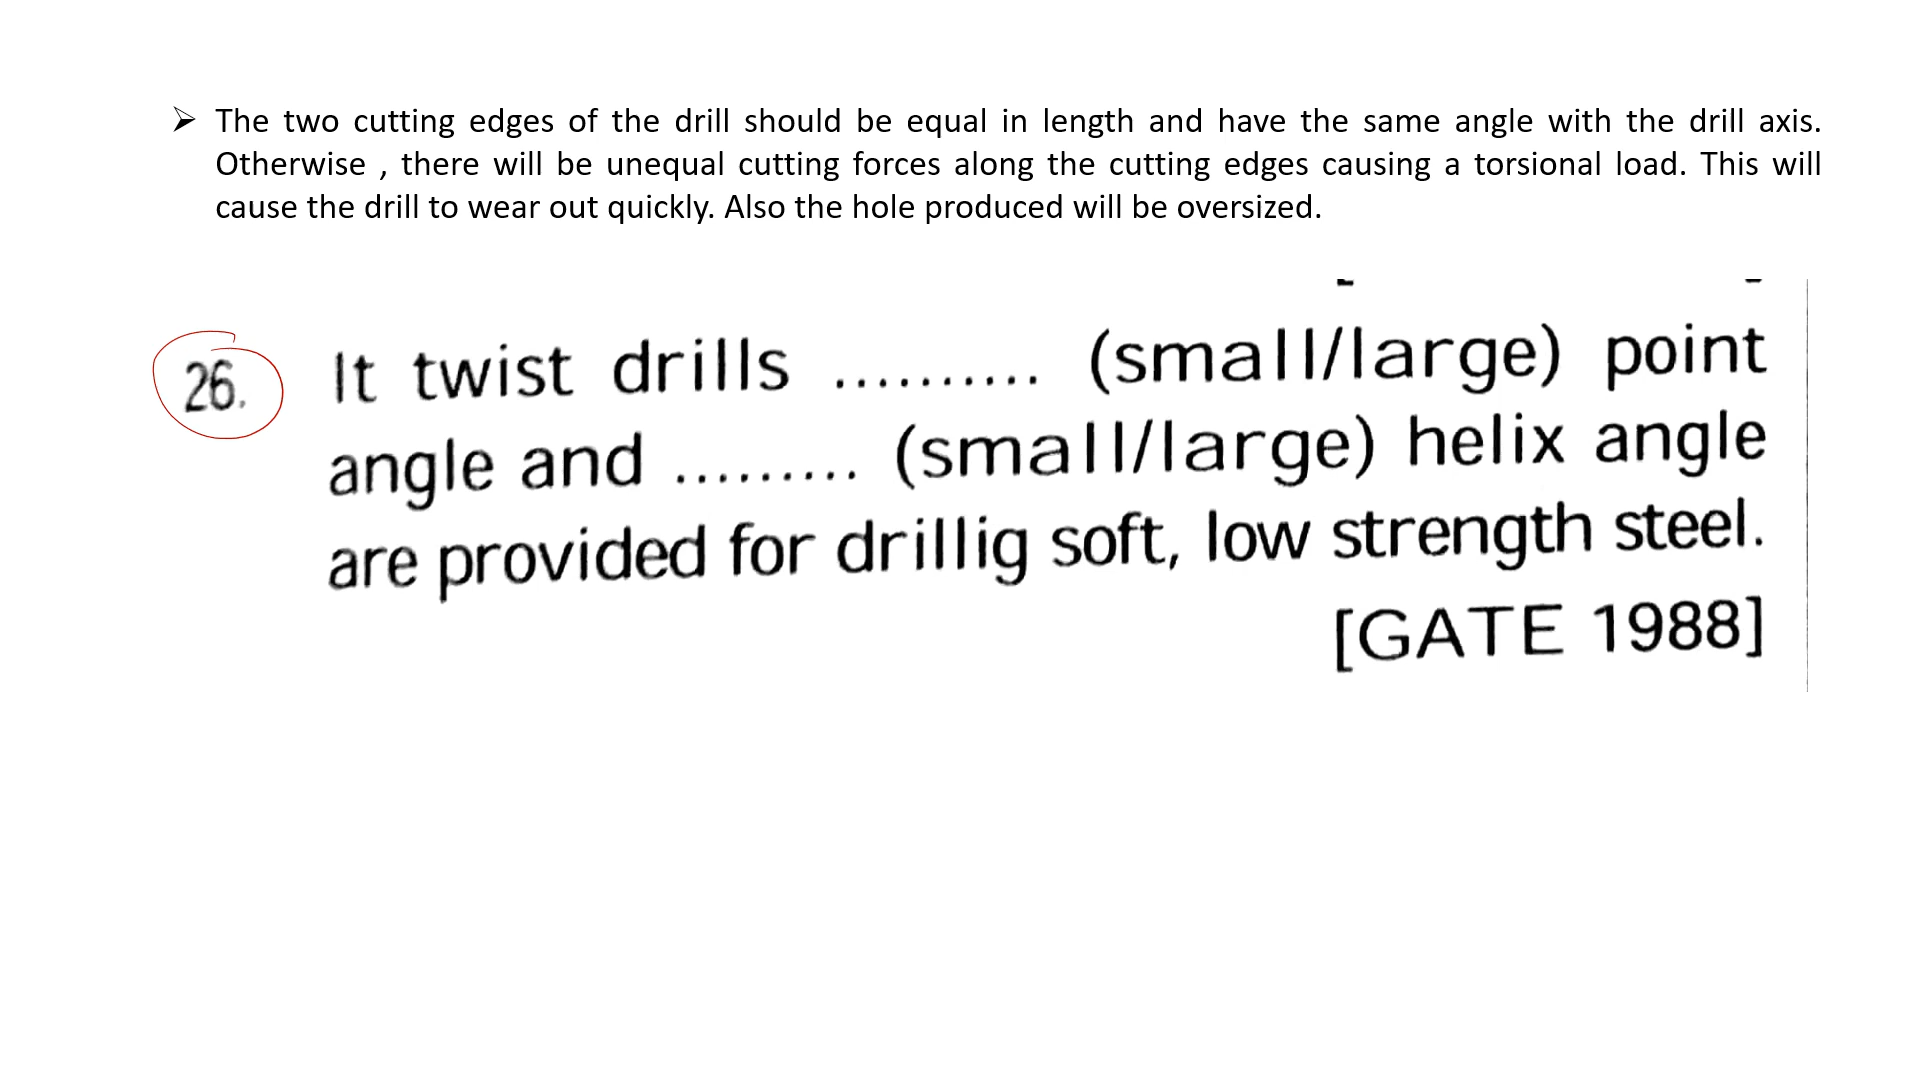 ➢ The two cutting edges of the drill should be equal in length and have the same angle with the drill axis.
Otherwise , there will be unequal cutting forces along the cutting edges causing a torsional load. This will
cause the drill to wear out quickly. Also the hole produced will be oversized.
26. It twist drills .......... (small/large) point
angle and ......... (small/large) helix angle
are provided for drillig soft, low strength steel.
[GATE 1988]